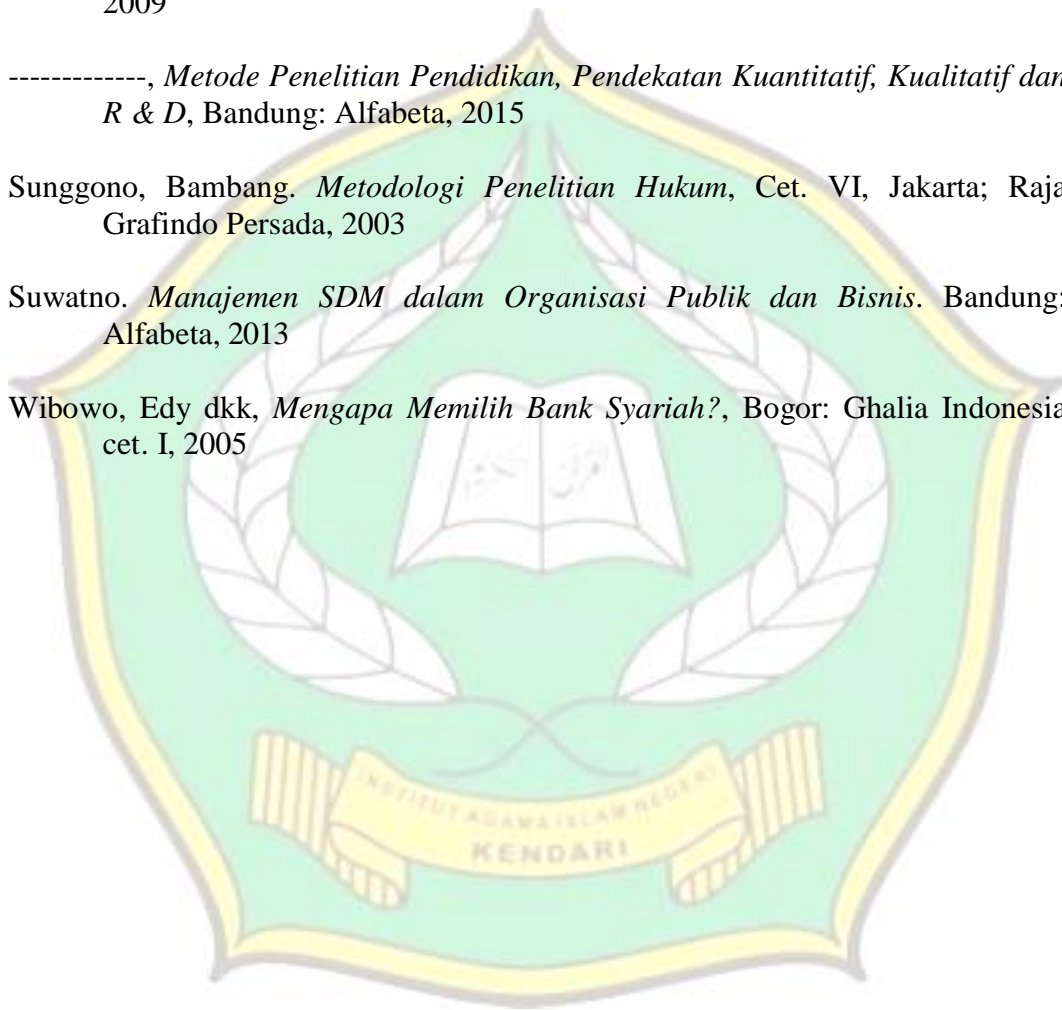 2009
-------------, Metode Penelitian Pendidikan, Pendekatan Kuantitatif, Kualitatif dan
R & D, Bandung: Alfabeta, 2015
Sunggono, Bambang. Metodologi Penelitian Hukum, Cet. VI, Jakarta; Raja
Grafindo Persada, 2003
Suwatno. Manajemen SDM dalam Organisasi Publik dan Bisnis. Bandung:
Alfabeta, 2013
Wibowo, Edy dkk, Mengapa Memilih Bank Syariah?, Bogor: Ghalia Indonesia
cet. I, 2005
INSTITUT AGAMA ISLAM NEGERI
KENDARI